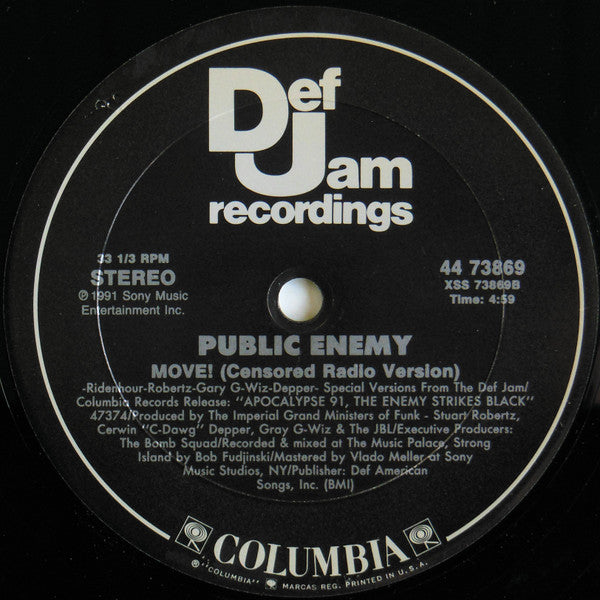 Def
Jam
recordings
33 1/3 RPM
STEREO
℗ 1991 Sony Music
Entertainment Inc.
44 73869
XSS 73869B
Time: 4:59
PUBLIC ENEMY
MOVE! (Censored Radio Version)
-Ridenhour-Robertz-Gary G-Wiz-Depper- Special Versions From The Def Jam/
Columbia Records Release: "APOCALYPSE 91, THE ENEMY STRIKES BLACK"
47374/Produced by The Imperial Grand Ministers of Funk - Stuart Robertz,
Cerwin "C-Dawg" Depper, Gray G-Wiz & The JBL/Executive Producers:
The Bomb Squad/Recorded & mixed at The Music Palace, Strong
Island by Bob Fudjinski/Mastered by Vlado Meller at Sony
Music Studios, NY/Publisher: Def American
Songs, Inc. (BMI)
COLUMBIA
® "COLUMBIA" MARCAS REG. PRINTED IN U.S.A.